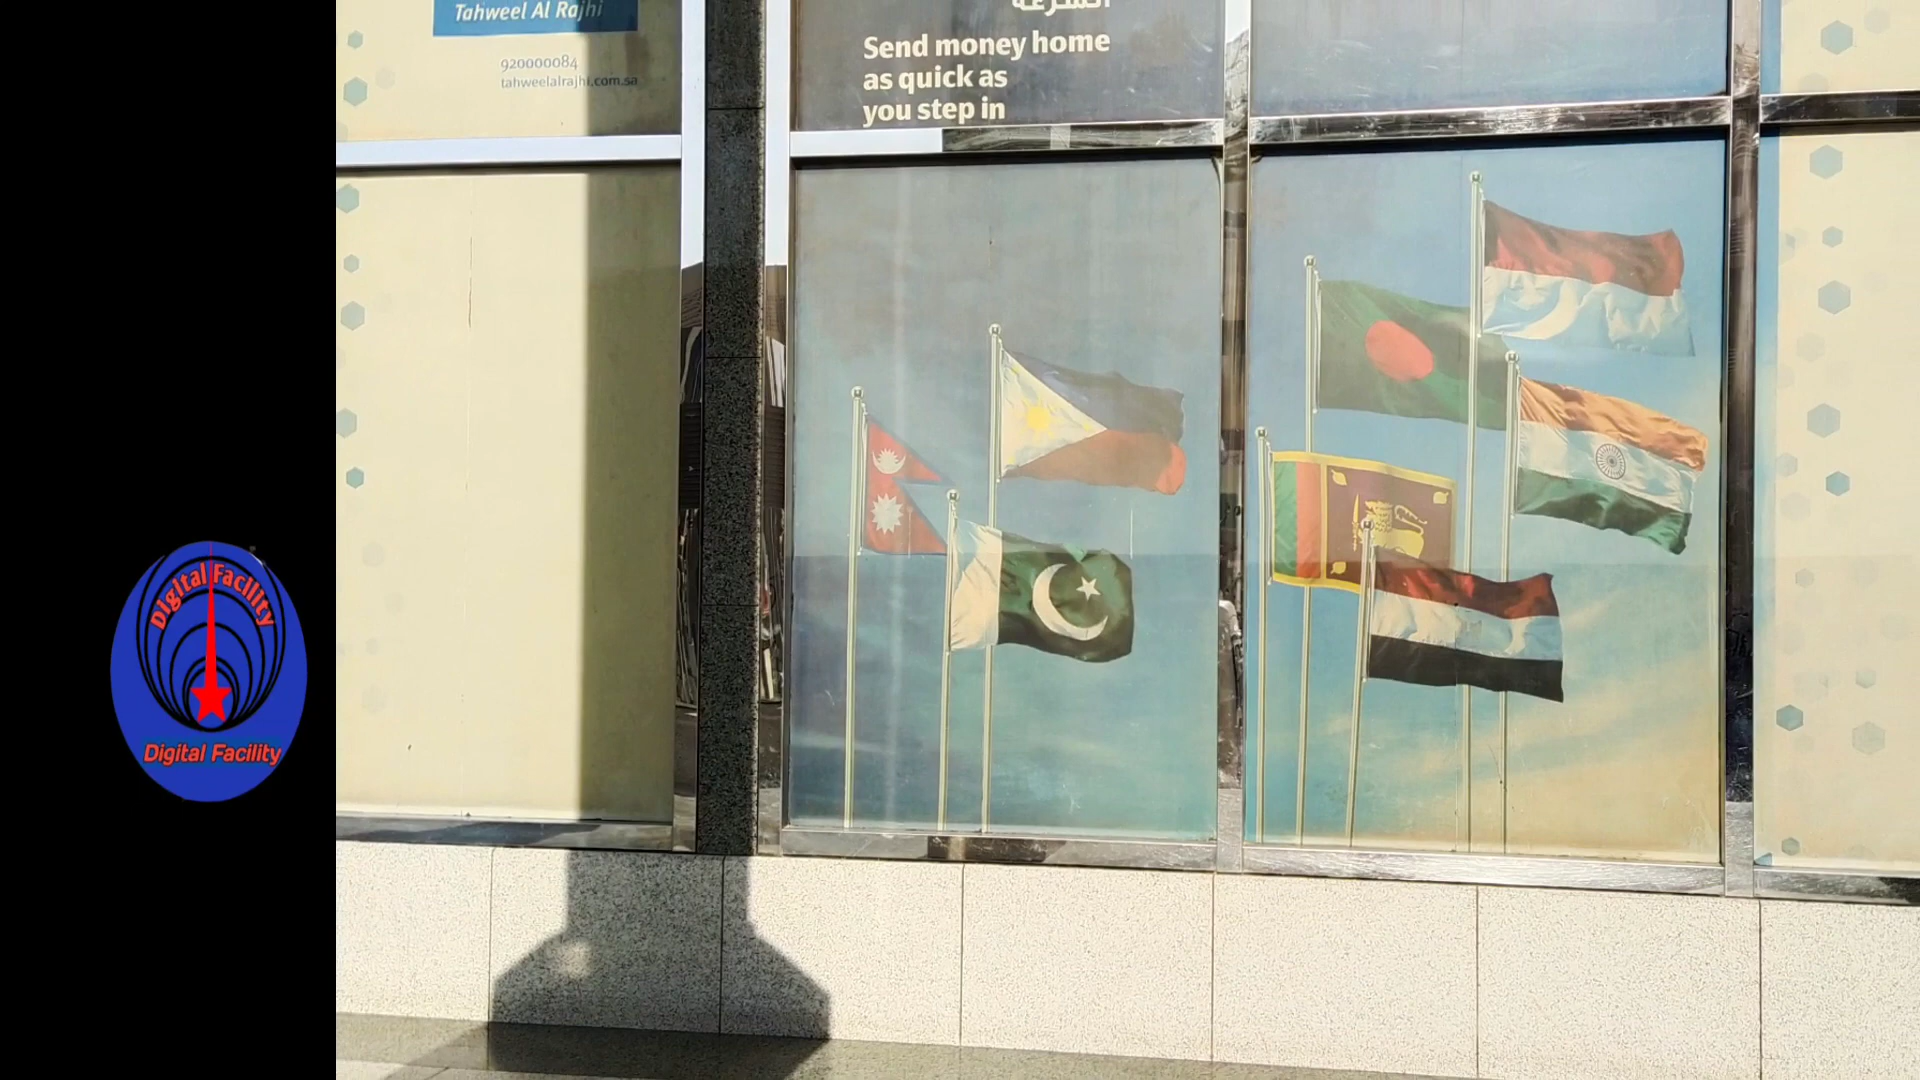 Tahweel Al Rajhi
920000084
tahweelalrajhi.com.sa
السرعة
Send money home
as quick as
you step in
Digital Facility
Digital Facility